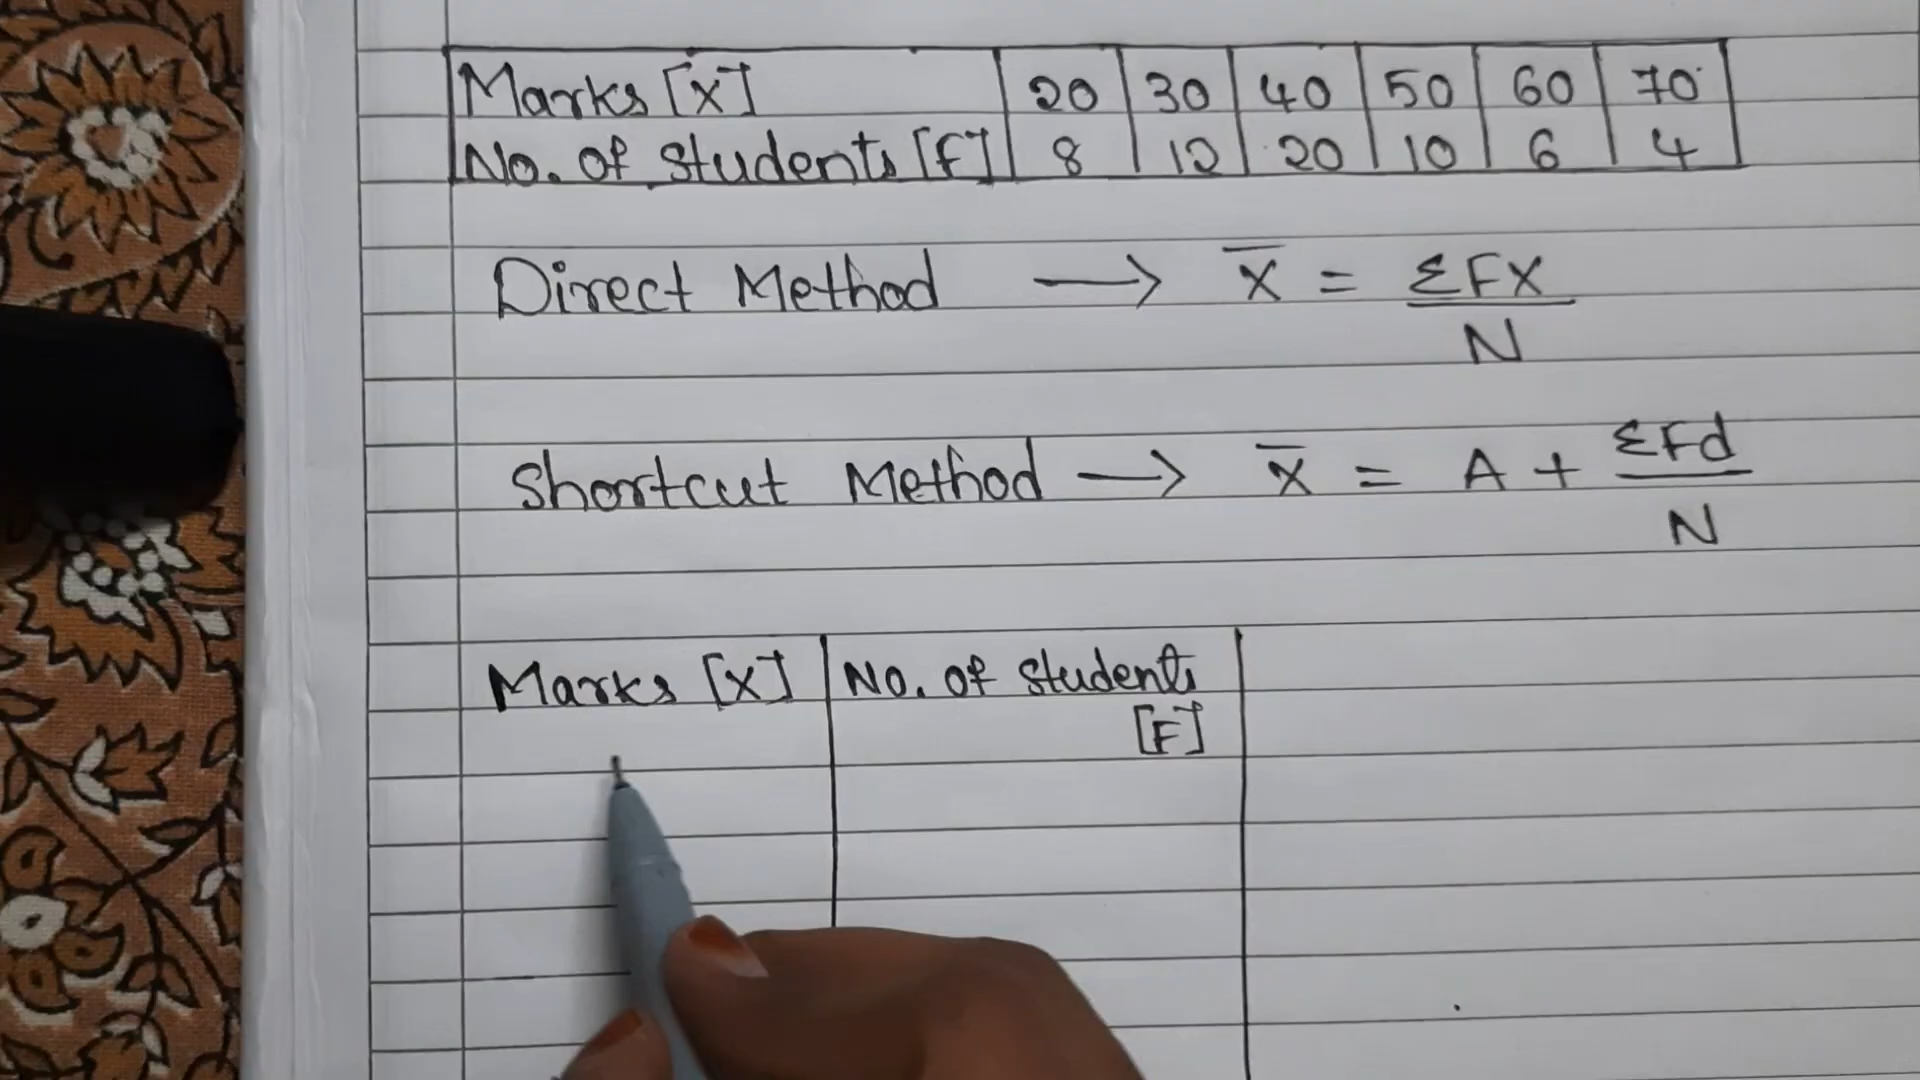 Marks [X] 20 30 40 50 60 70
No. of Students [F] 8 12 20 10 6 4
Direct Method → X̅ = ΣFX
N
Shortcut Method → X̅ = A + ΣFd
N
Marks [X] No. of Students
[F]